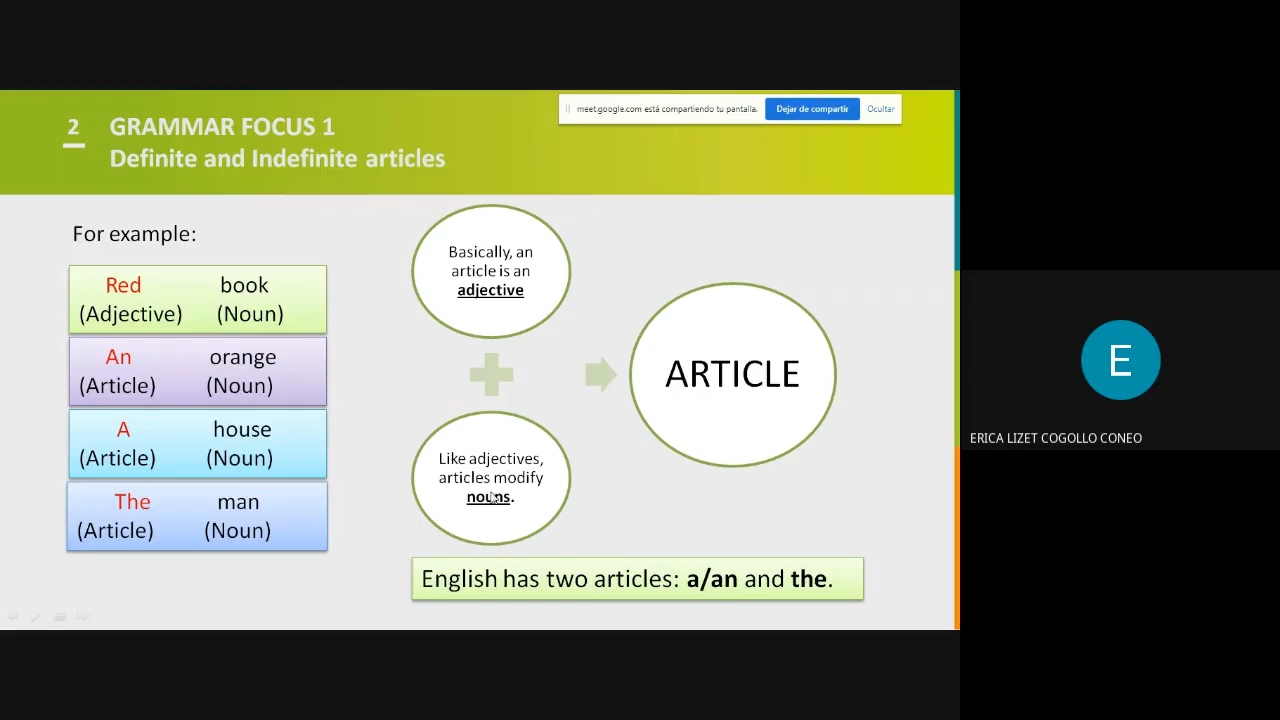 meet.google.com está compartiendo tu pantalla.
Dejar de compartir
Ocultar
2
GRAMMAR FOCUS 1
Definite and Indefinite articles
For example:
Red book
(Adjective) (Noun)
An orange
(Article) (Noun)
A house
(Article) (Noun)
The man
(Article) (Noun)
Basically, an
article is an
adjective
Like adjectives,
articles modify
nouns.
ARTICLE
English has two articles: a/an and the.
E
ERICA LIZET COGOLLO CONEO